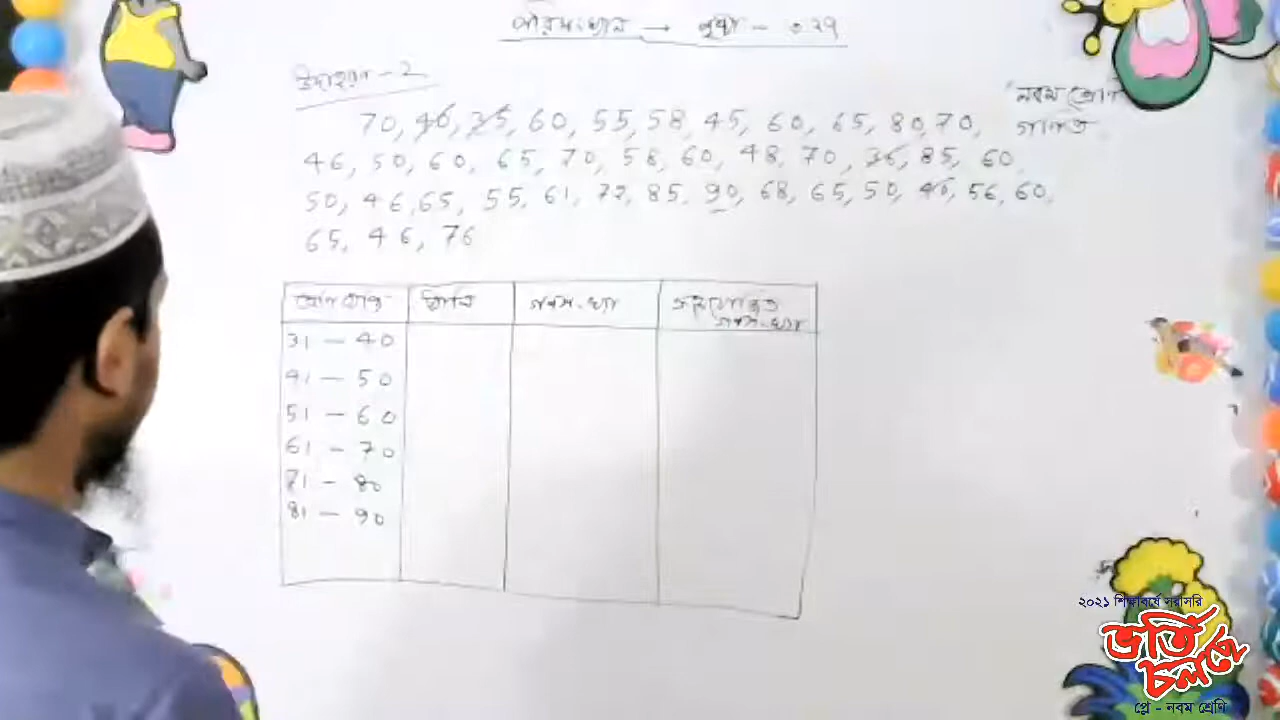 পরিসংখ্যান → পৃষ্ঠা - ৩২৭
উদাহরণ - 2
"নবম শ্রেণি
গণিত
70, 40, 35, 60, 55, 58, 45, 60, 65, 80, 70,
46, 50, 60, 65, 70, 58, 60, 48, 70, 36, 85, 60
50, 46, 65, 55, 61, 72, 85, 90, 68, 65, 50, 40, 56, 60,
65, 46, 76
শ্রেণি ব্যাপ্তি ট্যালি গণসংখ্যা ক্রমযোজিত গণসংখ্যা
31 - 40
41 - 50
51 - 60
61 - 70
71 - 80
81 - 90
২০২১ শিক্ষাবর্ষে সরাসরি
ভর্তি
চলছে
প্লে - নবম শ্রেণি